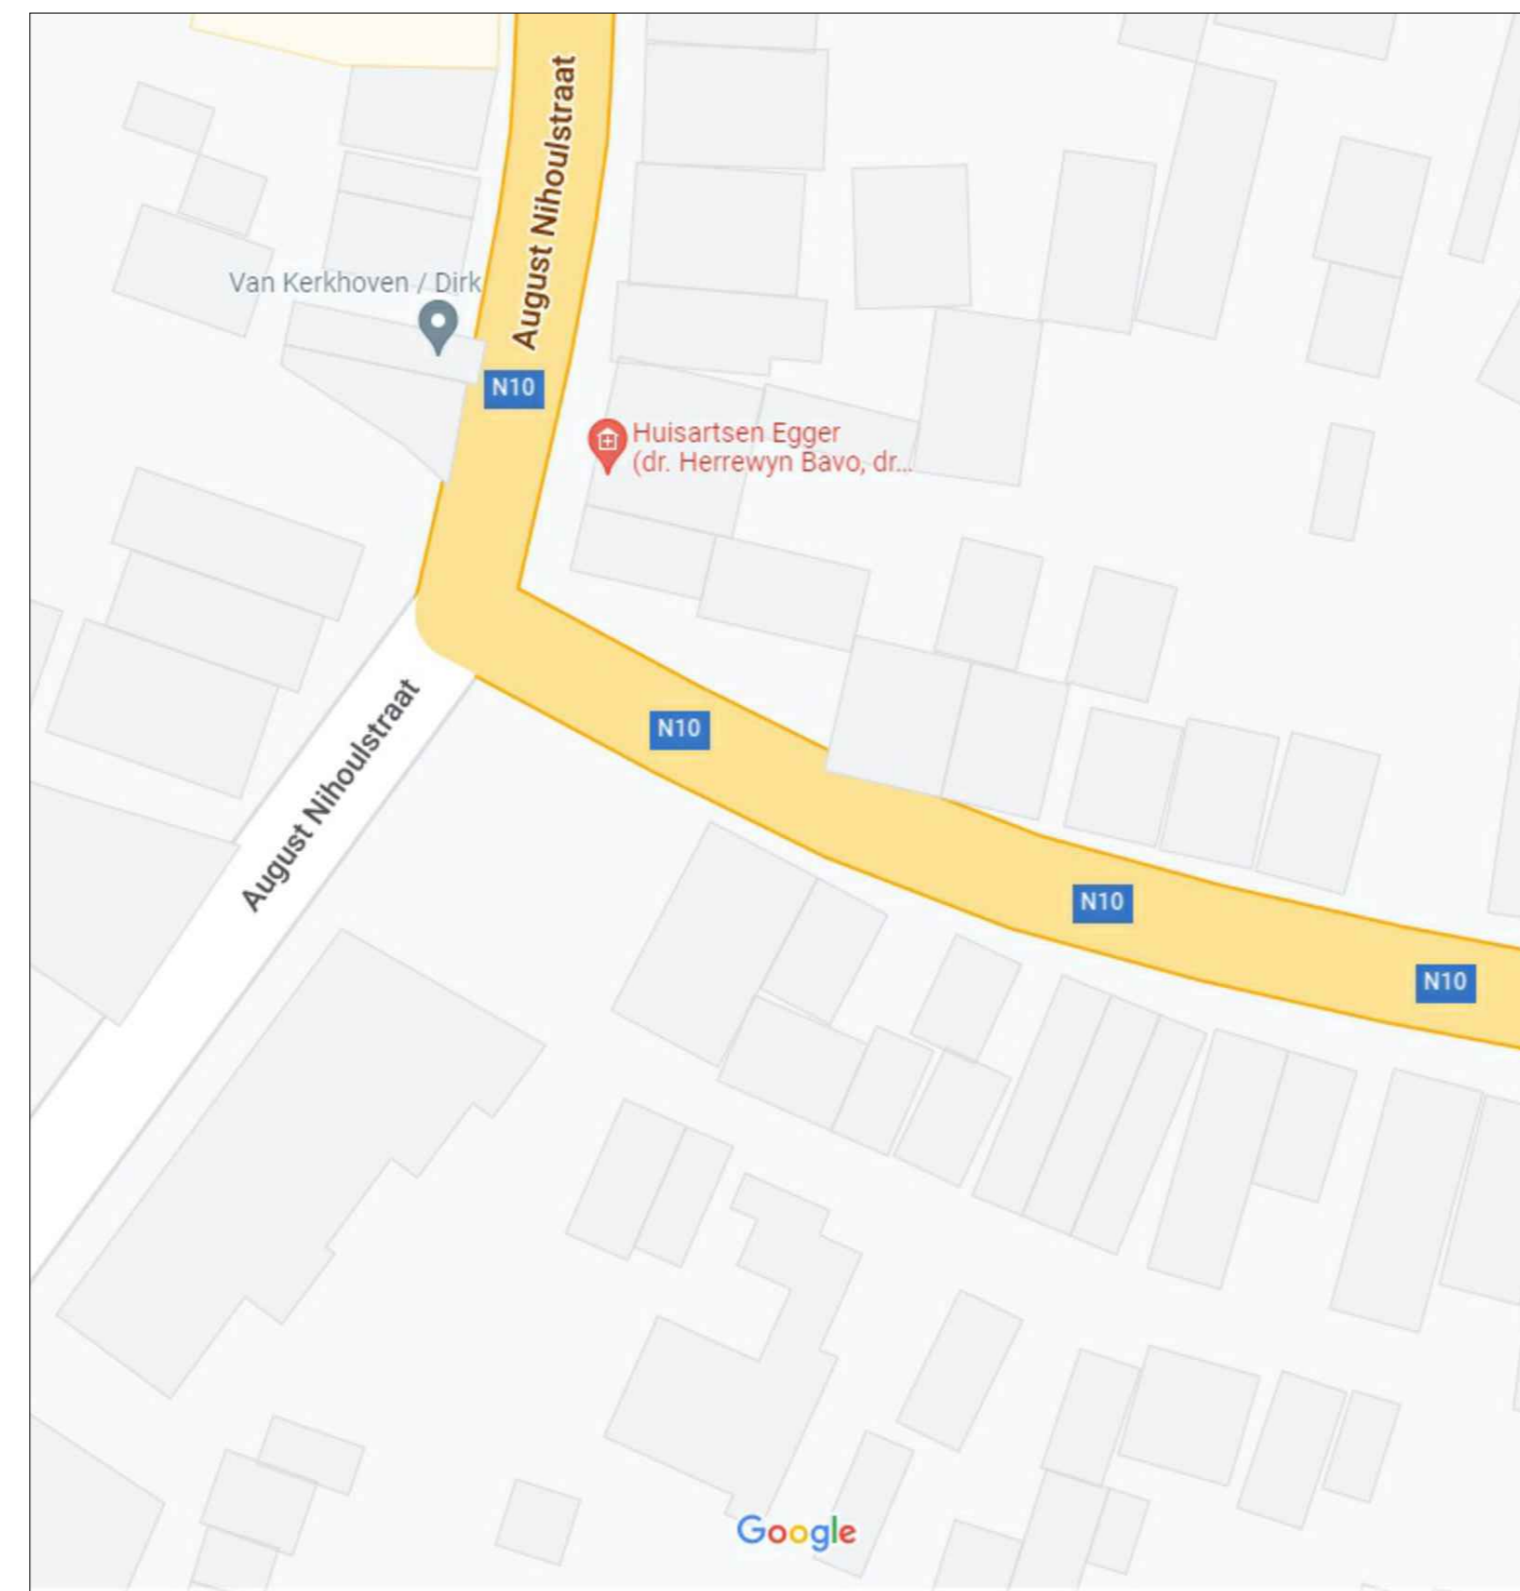 August Nihoulstraat
Van Kerkhoven / Dirk
N10
Huisartsen Egger
(dr. Herrewyn Bavo, dr...
N10
August Nihoulstraat
N10
N10
Google